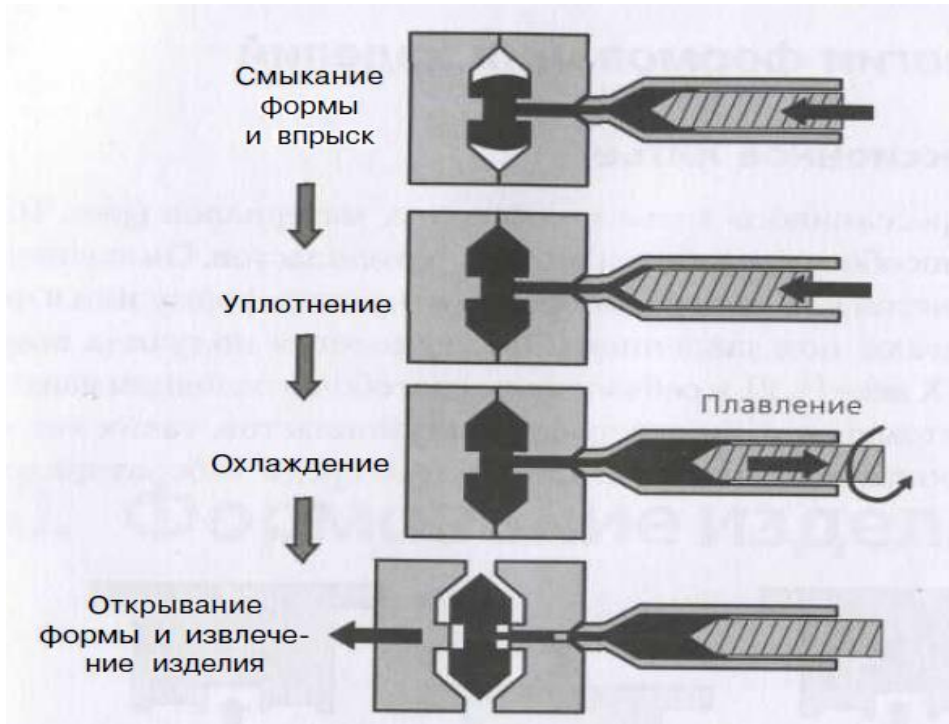 Смыкание
формы
и впрыск
Уплотнение
Плавление
Охлаждение
Открывание
формы и извлече-
ние изделия